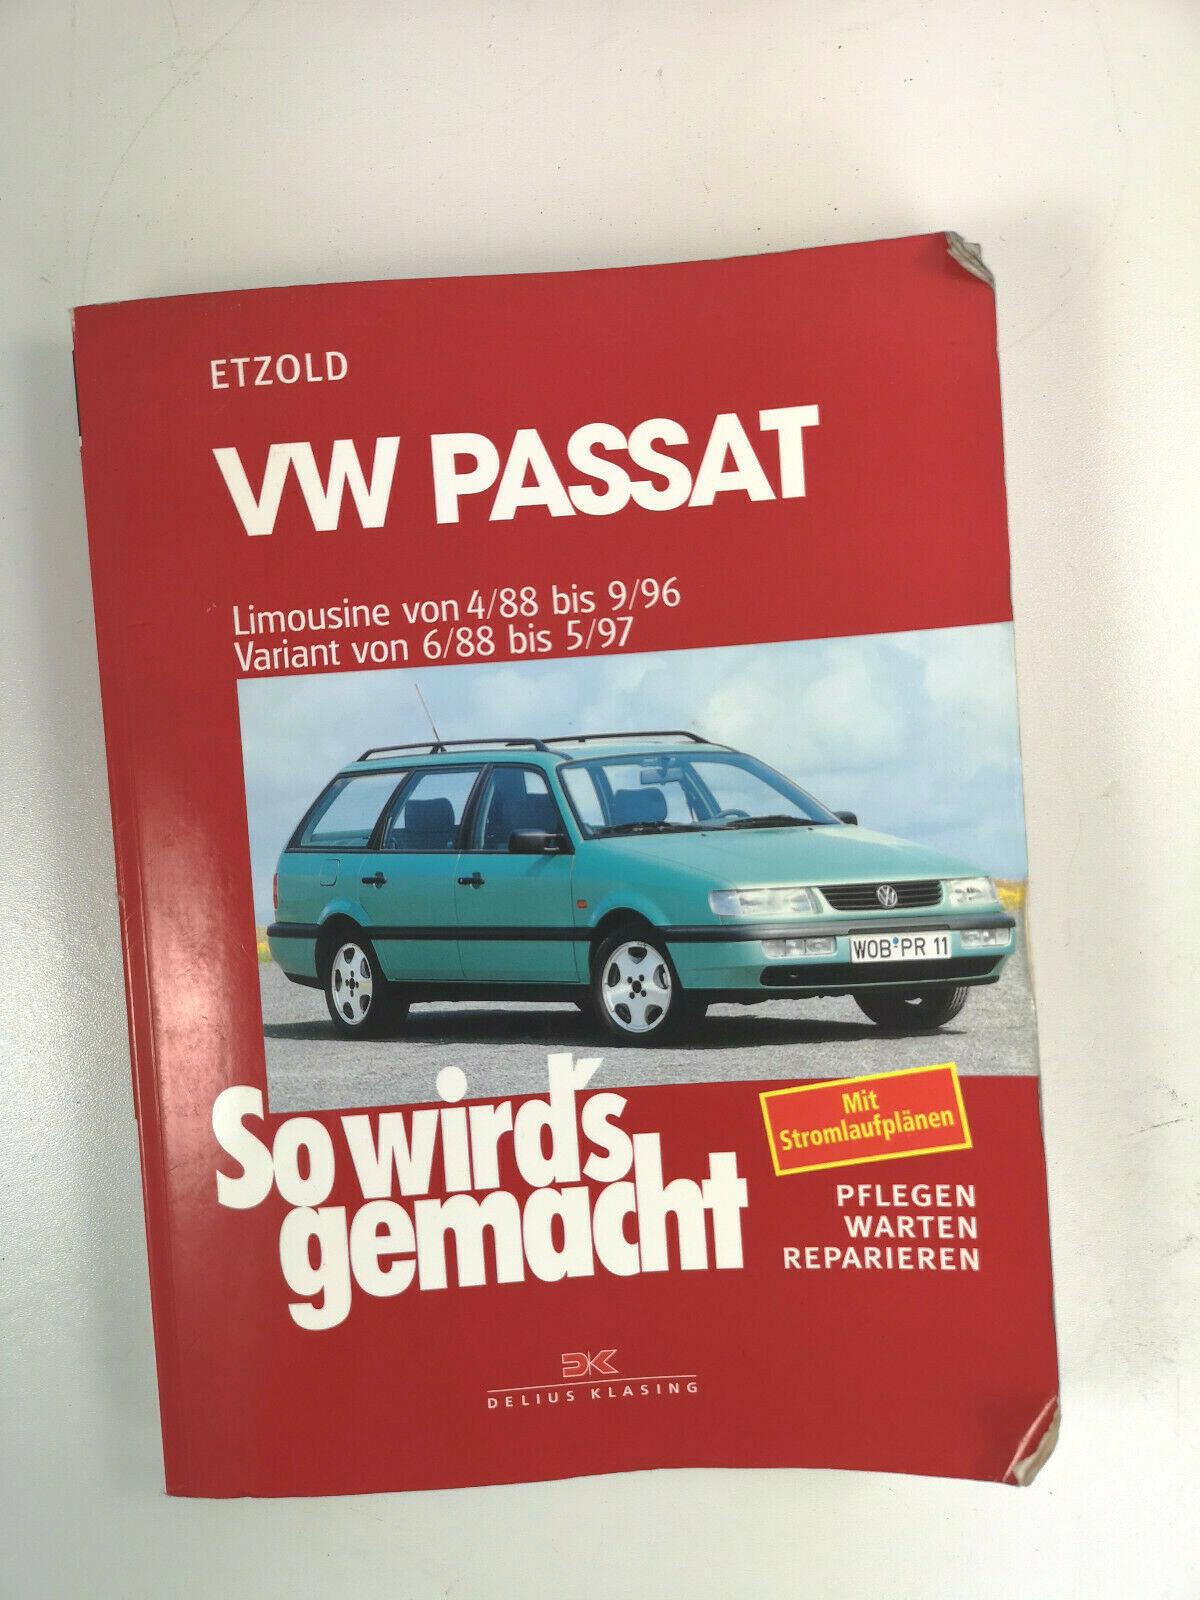 ETZOLD
VW PASSAT
Limousine von 4/88 bis 9/96
Variant von 6/88 bis 5/97
WOB PR 11
So wird's
gemacht
Mit
Stromlaufplänen
PFLEGEN
WARTEN
REPARIEREN
DK
DELIUS KLASING